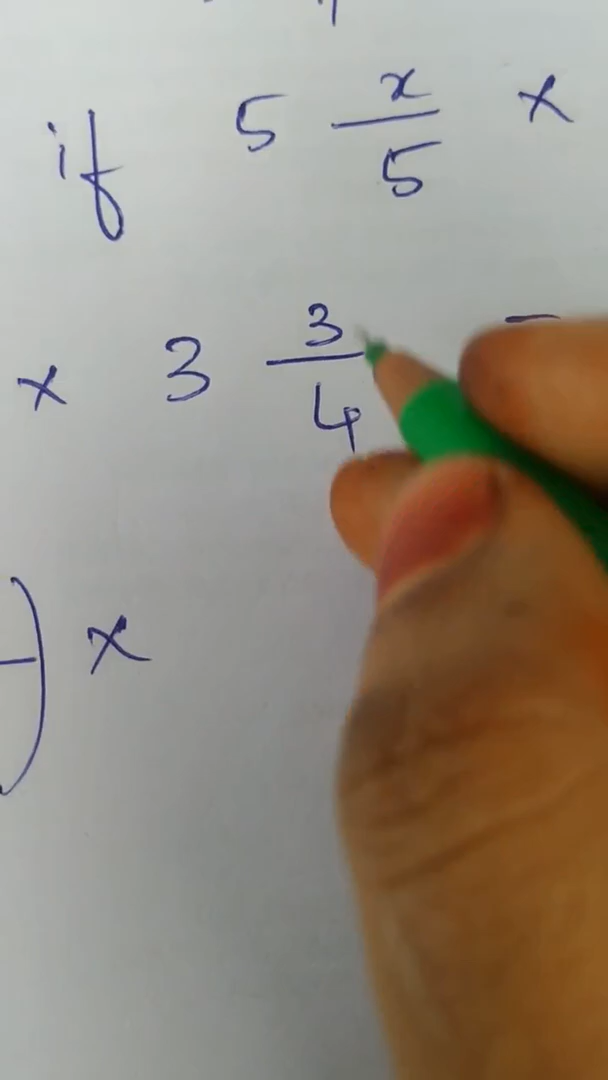 if 5 x/5 ×
× 3 3/4
) ×